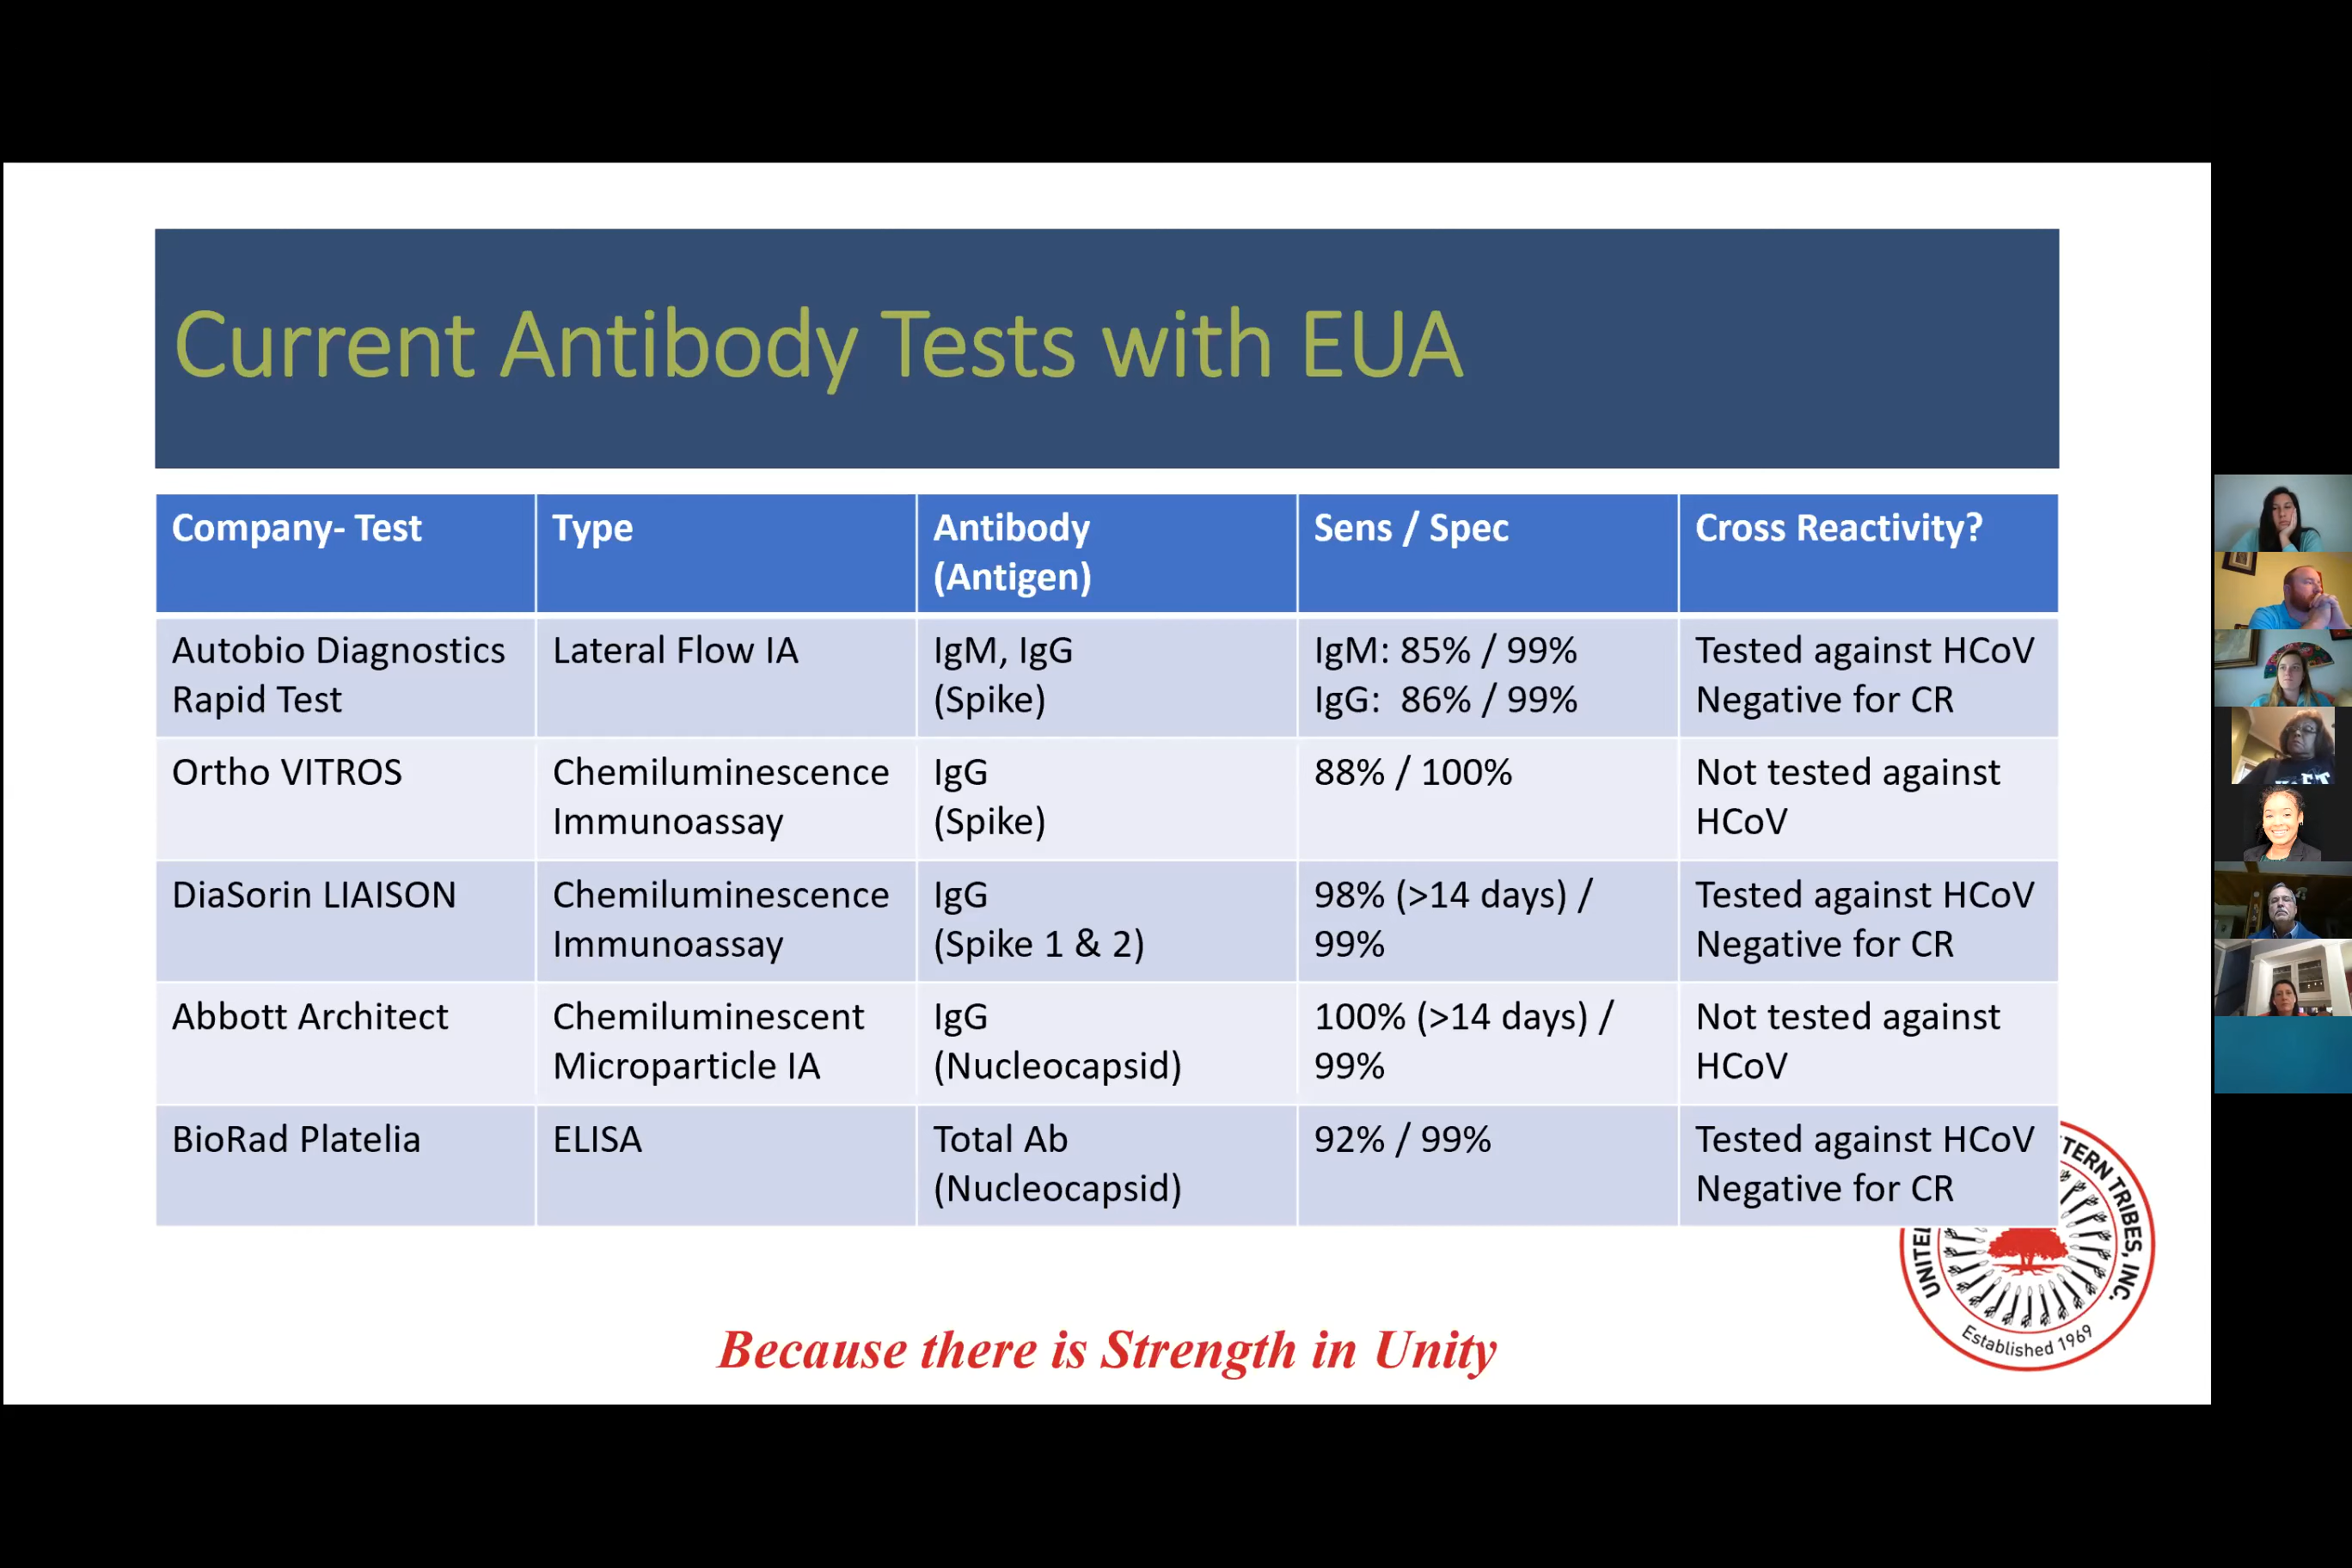 Current Antibody Tests with EUA
Company- Test
Type
Antibody
(Antigen)
Sens / Spec
Cross Reactivity?
Autobio Diagnostics
Rapid Test
Lateral Flow IA
IgM, IgG
(Spike)
IgM: 85% / 99%
IgG: 86% / 99%
Tested against HCoV
Negative for CR
Ortho VITROS
Chemiluminescence
Immunoassay
IgG
(Spike)
88% / 100%
Not tested against
HCoV
DiaSorin LIAISON
Chemiluminescence
Immunoassay
IgG
(Spike 1 & 2)
98% (>14 days) /
99%
Tested against HCoV
Negative for CR
Abbott Architect
Chemiluminescent
Microparticle IA
IgG
(Nucleocapsid)
100% (>14 days) /
99%
Not tested against
HCoV
BioRad Platelia
ELISA
Total Ab
(Nucleocapsid)
92% / 99%
Tested against HCoV
Negative for CR
TRIBES, INC.
Established 1969
Because there is Strength in Unity